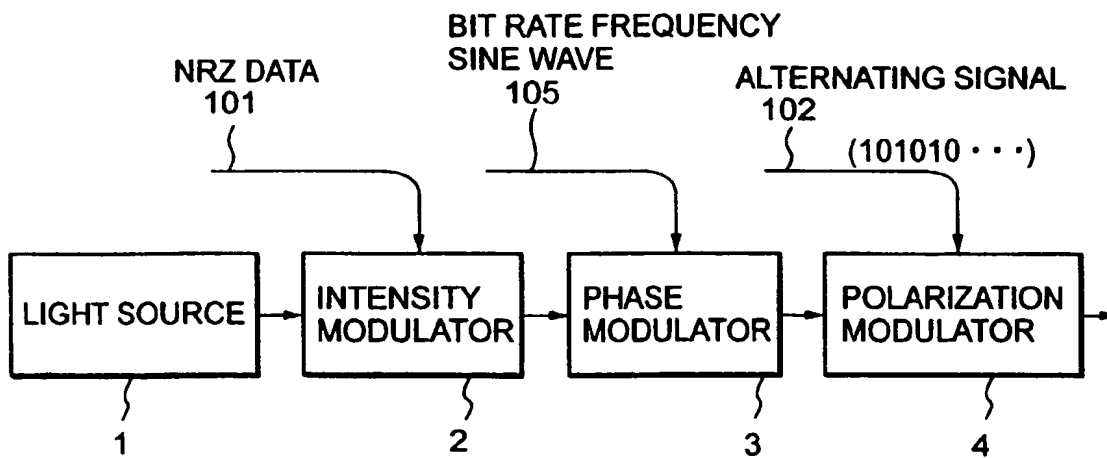 BIT RATE FREQUENCY
SINE WAVE
105
NRZ DATA
101
ALTERNATING SIGNAL
102
(101010 · · ·)
LIGHT SOURCE
INTENSITY
MODULATOR
PHASE
MODULATOR
POLARIZATION
MODULATOR
1
2
3
4